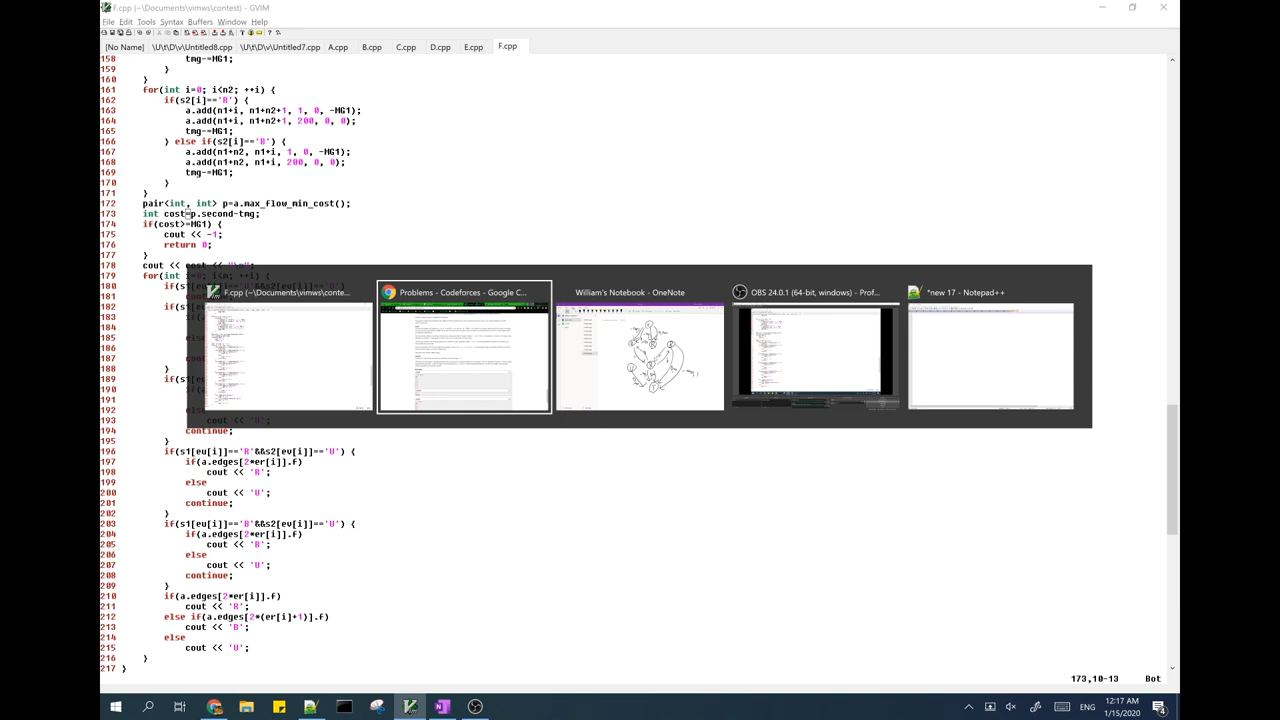 F.cpp (~\Documents\vimws\contest) - GVIM
File Edit Tools Syntax Buffers Window Help
[No Name] \U\t\D\v\Untitled8.cpp \U\t\D\v\Untitled7.cpp A.cpp B.cpp C.cpp D.cpp E.cpp F.cpp
158 tmg-=MG1;
159 }
160 }
161 for(int i=0; i<n2; ++i) {
162 if(s2[i]=='R') {
163 a.add(n1+i, n1+n2+1, 1, 0, -MG1);
164 a.add(n1+i, n1+n2+1, 200, 0, 0);
165 tmg-=MG1;
166 } else if(s2[i]=='B') {
167 a.add(n1+n2, n1+i, 1, 0, -MG1);
168 a.add(n1+n2, n1+i, 200, 0, 0);
169 tmg-=MG1;
170 }
171 }
172 pair<int, int> p=a.max_flow_min_cost();
173 int cost=p.second-tmg;
174 if(cost>=MG1) {
175 cout << -1;
176 return 0;
177 }
178 cout << cost << "\n";
179 for(int i=0; i<m; ++i) {
180
181
182
183
184
185
186
187
188
189
190
191
192
193 cout << 'U';
194 continue;
195 }
196 if(s1[eu[i]]=='R'&&s2[ev[i]]=='U') {
197 if(a.edges[2*er[i]].f)
198 cout << 'R';
199 else
200 cout << 'U';
201 continue;
202 }
203 if(s1[eu[i]]=='B'&&s2[ev[i]]=='U') {
204 if(a.edges[2*er[i]].f)
205 cout << 'B';
206 else
207 cout << 'U';
208 continue;
209 }
210 if(a.edges[2*er[i]].f)
211 cout << 'R';
212 else if(a.edges[2*(er[i]+1)].f)
213 cout << 'B';
214 else
215 cout << 'U';
216 }
217 }
F.cpp (~\Documents\vimws\conte...
Problems - Codeforces - Google C...
William's Notebook - OneNote
OBS 24.0.1 (64-bit, windows) - Prof...
*new 17 - Notepad++
173,10-13 Bot
12:17 AM
1/15/2020
4